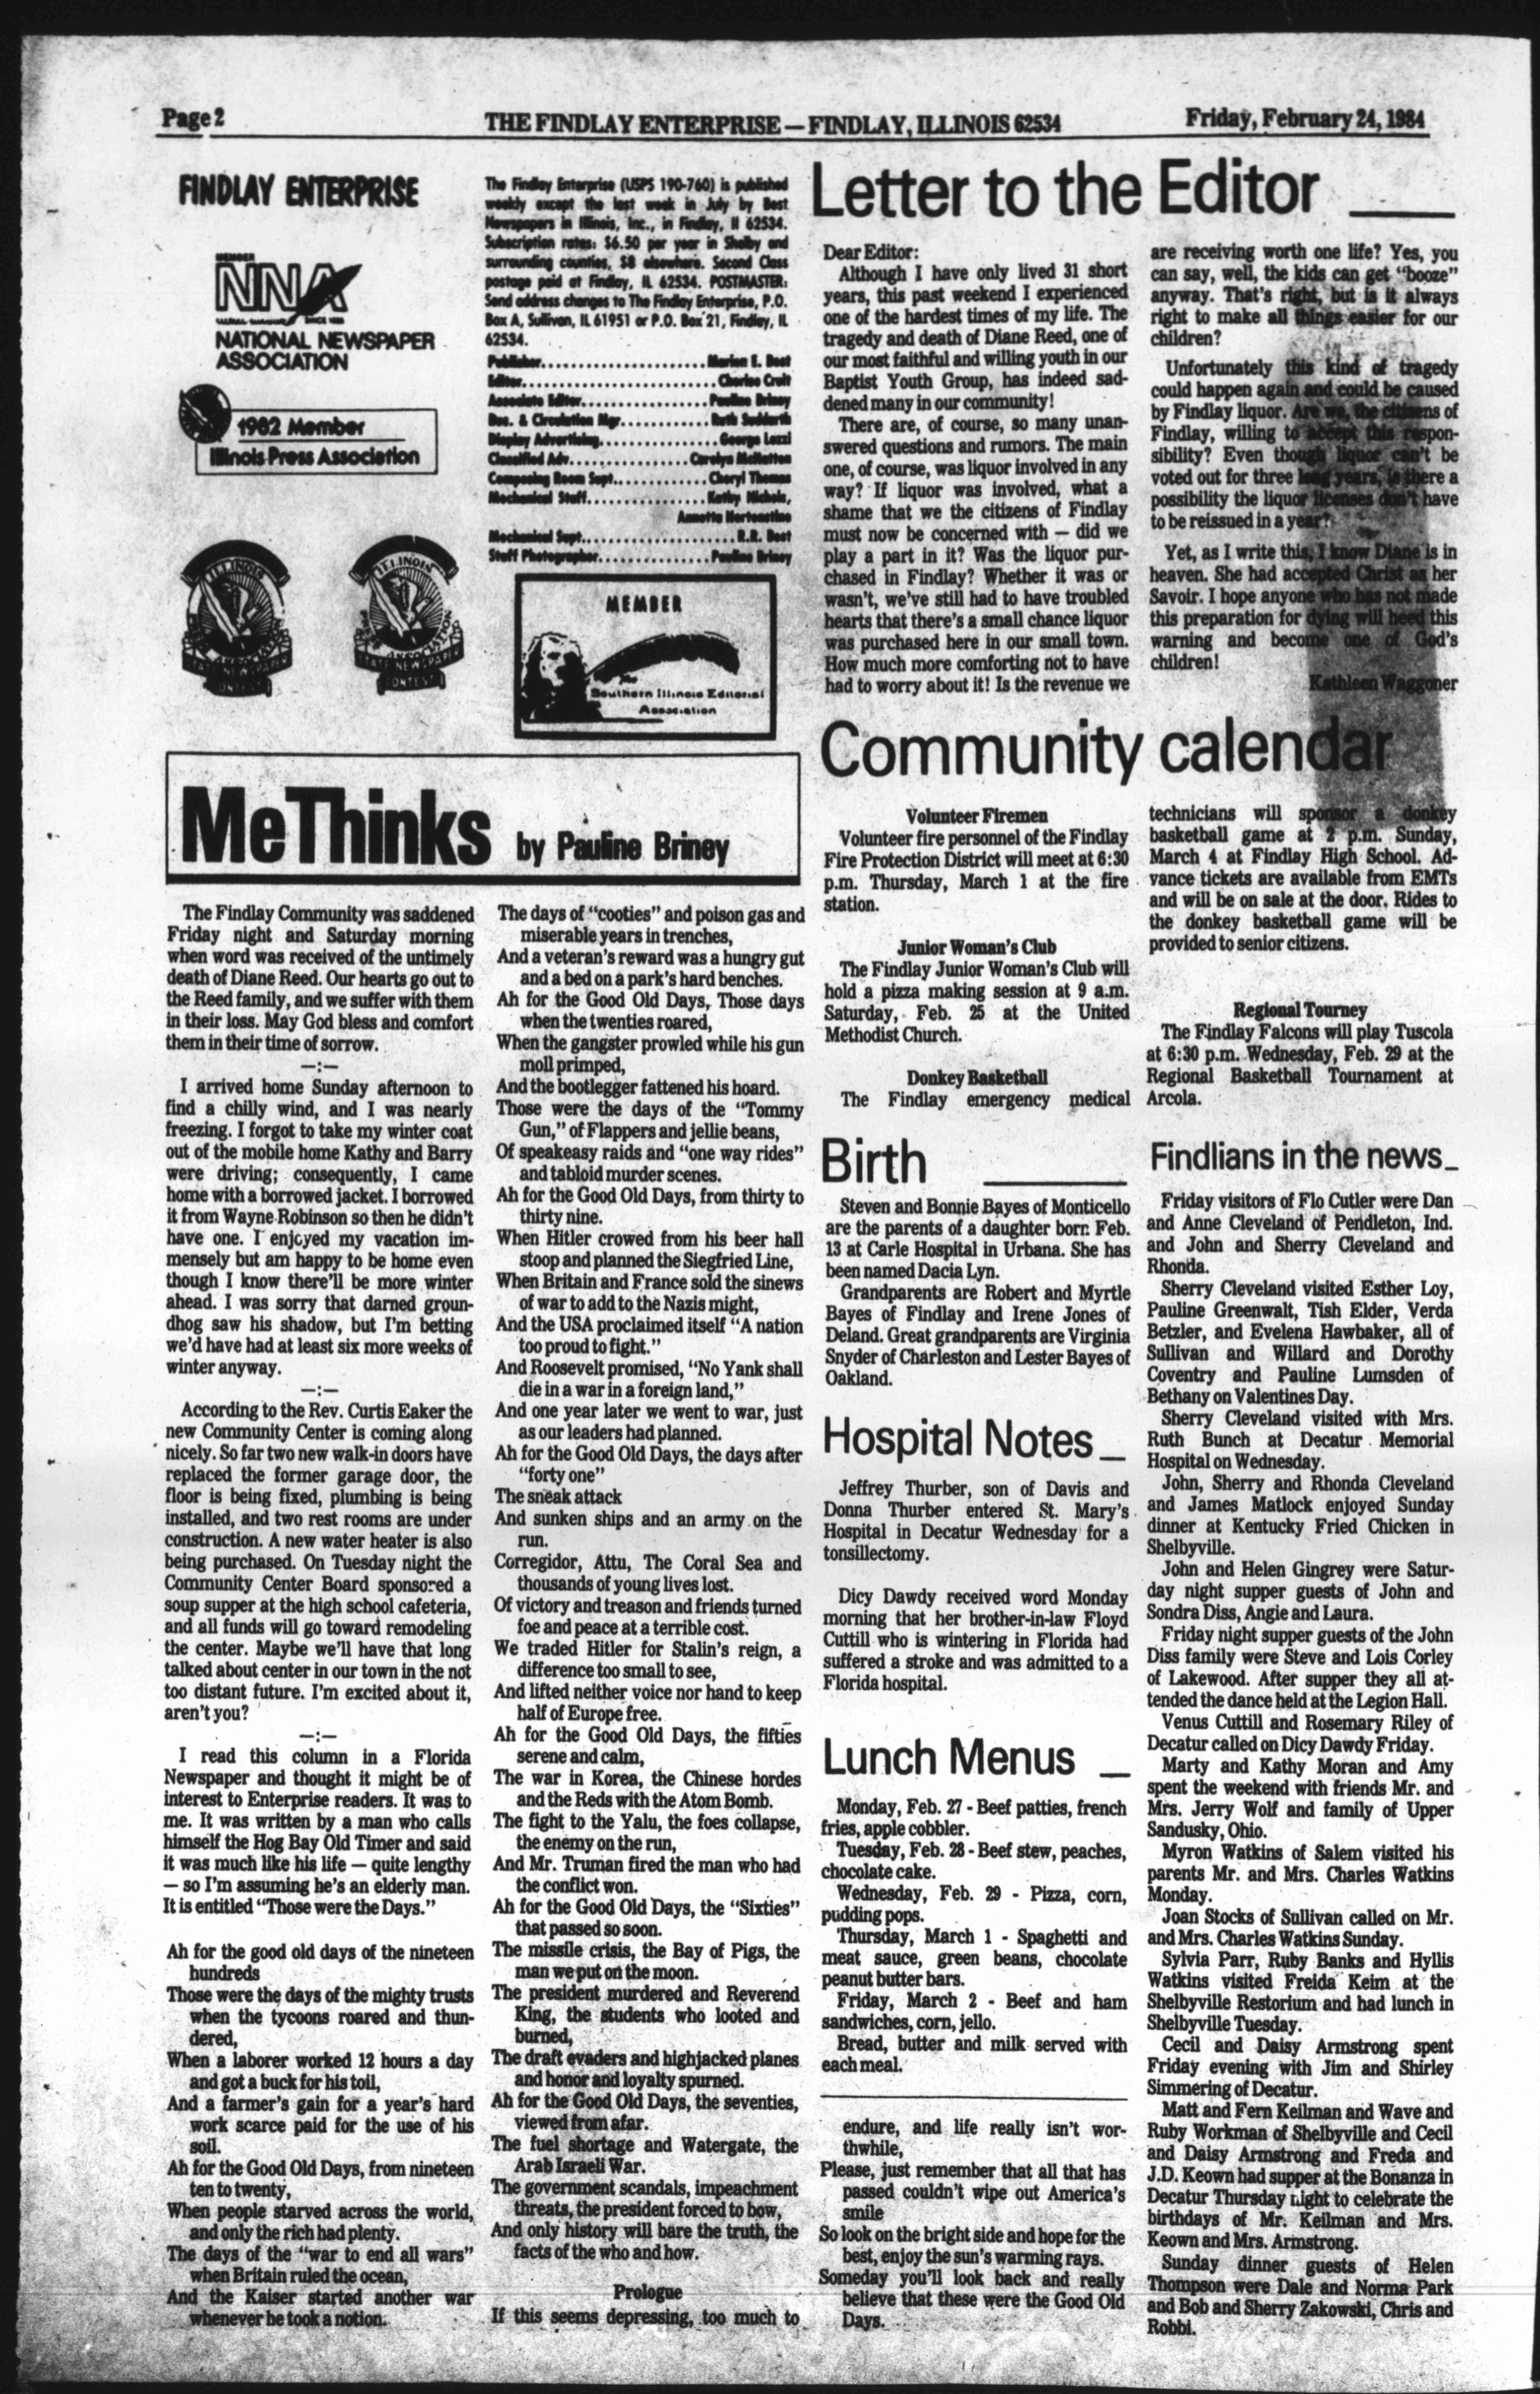 Page 2
THE FINDLAY ENTERPRISE — FINDLAY, ILLINOIS 62534
Friday, February 24, 1984
FINDLAY ENTERPRISE
MEMBER
NNA
SINCE 1885
NATIONAL NEWSPAPER
ASSOCIATION
1982 Member
Illinois Press Association
ILLINOIS
CONTEST
ILLINOIS
STATE NEWSPAPER
CONTEST
The Findlay Enterprise (USPS 190-760) is published
weekly except the last week in July by Best
Newspapers in Illinois, Inc., in Findlay, Il 62534.
Subscription rates: $6.50 per year in Shelby and
surrounding counties, $8 elsewhere. Second Class
postage paid at Findlay, IL 62534. POSTMASTER:
Send address changes to The Findlay Enterprise, P.O.
Box A, Sullivan, IL 61951 or P.O. Box 21, Findlay, IL
62534.
Publisher.......................Marion E. Best
Editor...........................Charles Crult
Associate Editor..................Pauline Briney
Bus. & Circulation Mgr.............Ruth Suddarth
Display Advertising.................George Lozzi
Classified Adv...............Carolyn McNutten
Composing Room Supt.............Cheryl Thomas
Mechanical Staff.................Kathy Nichols,
Annette Hortenstine
Mechanical Supt......................R.R. Best
Staff Photographer................Pauline Briney
MEMBER
The
Southern Illinois Editorial
Association
MeThinks by Pauline Briney
The Findlay Community was saddened
Friday night and Saturday morning
when word was received of the untimely
death of Diane Reed. Our hearts go out to
the Reed family, and we suffer with them
in their loss. May God bless and comfort
them in their time of sorrow.
—:—
I arrived home Sunday afternoon to
find a chilly wind, and I was nearly
freezing. I forgot to take my winter coat
out of the mobile home Kathy and Barry
were driving; consequently, I came
home with a borrowed jacket. I borrowed
it from Wayne Robinson so then he didn't
have one. I enjoyed my vacation im-
mensely but am happy to be home even
though I know there'll be more winter
ahead. I was sorry that darned groun-
dhog saw his shadow, but I'm betting
we'd have had at least six more weeks of
winter anyway.
—:—
According to the Rev. Curtis Eaker the
new Community Center is coming along
nicely. So far two new walk-in doors have
replaced the former garage door, the
floor is being fixed, plumbing is being
installed, and two rest rooms are under
construction. A new water heater is also
being purchased. On Tuesday night the
Community Center Board sponsored a
soup supper at the high school cafeteria,
and all funds will go toward remodeling
the center. Maybe we'll have that long
talked about center in our town in the not
too distant future. I'm excited about it,
aren't you?
—:—
I read this column in a Florida
Newspaper and thought it might be of
interest to Enterprise readers. It was to
me. It was written by a man who calls
himself the Hog Bay Old Timer and said
it was much like his life — quite lengthy
— so I'm assuming he's an elderly man.
It is entitled "Those were the Days."
Ah for the good old days of the nineteen
hundreds
Those were the days of the mighty trusts
when the tycoons roared and thun-
dered,
When a laborer worked 12 hours a day
and got a buck for his toil,
And a farmer's gain for a year's hard
work scarce paid for the use of his
soil.
Ah for the Good Old Days, from nineteen
ten to twenty,
When people starved across the world,
and only the rich had plenty.
The days of the "war to end all wars"
when Britain ruled the ocean,
And the Kaiser started another war
whenever he took a notion.
The days of "cooties" and poison gas and
miserable years in trenches,
And a veteran's reward was a hungry gut
and a bed on a park's hard benches.
Ah for the Good Old Days, Those days
when the twenties roared,
When the gangster prowled while his gun
moll primped,
And the bootlegger fattened his hoard.
Those were the days of the "Tommy
Gun," of Flappers and jellie beans,
Of speakeasy raids and "one way rides"
and tabloid murder scenes.
Ah for the Good Old Days, from thirty to
thirty nine.
When Hitler crowed from his beer hall
stoop and planned the Siegfried Line,
When Britain and France sold the sinews
of war to add to the Nazis might,
And the USA proclaimed itself "A nation
too proud to fight."
And Roosevelt promised, "No Yank shall
die in a war in a foreign land,"
And one year later we went to war, just
as our leaders had planned.
Ah for the Good Old Days, the days after
"forty one"
The sneak attack
And sunken ships and an army on the
run.
Corregidor, Attu, The Coral Sea and
thousands of young lives lost.
Of victory and treason and friends turned
foe and peace at a terrible cost.
We traded Hitler for Stalin's reign, a
difference too small to see,
And lifted neither voice nor hand to keep
half of Europe free.
Ah for the Good Old Days, the fifties
serene and calm,
The war in Korea, the Chinese hordes
and the Reds with the Atom Bomb.
The fight to the Yalu, the foes collapse,
the enemy on the run,
And Mr. Truman fired the man who had
the conflict won.
Ah for the Good Old Days, the "Sixties"
that passed so soon.
The missile crisis, the Bay of Pigs, the
man we put on the moon.
The president murdered and Reverend
King, the students who looted and
burned,
The draft evaders and highjacked planes
and honor and loyalty spurned.
Ah for the Good Old Days, the seventies,
viewed from afar.
The fuel shortage and Watergate, the
Arab Israeli War.
The government scandals, impeachment
threats, the president forced to bow,
And only history will bare the truth, the
facts of the who and how.
Prologue
If this seems depressing, too much to
endure, and life really isn't wor-
thwhile,
Please, just remember that all that has
passed couldn't wipe out America's
smile
So look on the bright side and hope for the
best, enjoy the sun's warming rays.
Someday you'll look back and really
believe that these were the Good Old
Days.
Letter to the Editor
Dear Editor:
Although I have only lived 31 short
years, this past weekend I experienced
one of the hardest times of my life. The
tragedy and death of Diane Reed, one of
our most faithful and willing youth in our
Baptist Youth Group, has indeed sad-
dened many in our community!
There are, of course, so many unan-
swered questions and rumors. The main
one, of course, was liquor involved in any
way? If liquor was involved, what a
shame that we the citizens of Findlay
must now be concerned with — did we
play a part in it? Was the liquor pur-
chased in Findlay? Whether it was or
wasn't, we've still had to have troubled
hearts that there's a small chance liquor
was purchased here in our small town.
How much more comforting not to have
had to worry about it! Is the revenue we
are receiving worth one life? Yes, you
can say, well, the kids can get "booze"
anyway. That's right, but is it always
right to make all things easier for our
children?
Unfortunately this kind of tragedy
could happen again and could be caused
by Findlay liquor. Are we, the citizens of
Findlay, willing to accept this respon-
sibility? Even though liquor can't be
voted out for three long years, is there a
possibility the liquor licenses don't have
to be reissued in a year?
Yet, as I write this, I know Diane is in
heaven. She had accepted Christ as her
Savoir. I hope anyone who has not made
this preparation for dying will heed this
warning and become one of God's
children!
Kathleen Waggoner
Community calendar
Volunteer Firemen
Volunteer fire personnel of the Findlay
Fire Protection District will meet at 6:30
p.m. Thursday, March 1 at the fire
station.
Junior Woman's Club
The Findlay Junior Woman's Club will
hold a pizza making session at 9 a.m.
Saturday, Feb. 25 at the United
Methodist Church.
Donkey Basketball
The Findlay emergency medical
technicians will sponsor a donkey
basketball game at 2 p.m. Sunday,
March 4 at Findlay High School. Ad-
vance tickets are available from EMTs
and will be on sale at the door. Rides to
the donkey basketball game will be
provided to senior citizens.
Regional Tourney
The Findlay Falcons will play Tuscola
at 6:30 p.m. Wednesday, Feb. 29 at the
Regional Basketball Tournament at
Arcola.
Birth
Steven and Bonnie Bayes of Monticello
are the parents of a daughter born Feb.
13 at Carle Hospital in Urbana. She has
been named Dacia Lyn.
Grandparents are Robert and Myrtle
Bayes of Findlay and Irene Jones of
Deland. Great grandparents are Virginia
Snyder of Charleston and Lester Bayes of
Oakland.
Hospital Notes
Jeffrey Thurber, son of Davis and
Donna Thurber entered St. Mary's
Hospital in Decatur Wednesday for a
tonsillectomy.
Dicy Dawdy received word Monday
morning that her brother-in-law Floyd
Cuttill who is wintering in Florida had
suffered a stroke and was admitted to a
Florida hospital.
Lunch Menus
Monday, Feb. 27 - Beef patties, french
fries, apple cobbler.
Tuesday, Feb. 28 - Beef stew, peaches,
chocolate cake.
Wednesday, Feb. 29 - Pizza, corn,
pudding pops.
Thursday, March 1 - Spaghetti and
meat sauce, green beans, chocolate
peanut butter bars.
Friday, March 2 - Beef and ham
sandwiches, corn, jello.
Bread, butter and milk served with
each meal.
Findlians in the news
Friday visitors of Flo Cutler were Dan
and Anne Cleveland of Pendleton, Ind.
and John and Sherry Cleveland and
Rhonda.
Sherry Cleveland visited Esther Loy,
Pauline Greenwalt, Tish Elder, Verda
Betzler, and Evelena Hawbaker, all of
Sullivan and Willard and Dorothy
Coventry and Pauline Lumsden of
Bethany on Valentines Day.
Sherry Cleveland visited with Mrs.
Ruth Bunch at Decatur Memorial
Hospital on Wednesday.
John, Sherry and Rhonda Cleveland
and James Matlock enjoyed Sunday
dinner at Kentucky Fried Chicken in
Shelbyville.
John and Helen Gingrey were Satur-
day night supper guests of John and
Sondra Diss, Angie and Laura.
Friday night supper guests of the John
Diss family were Steve and Lois Corley
of Lakewood. After supper they all at-
tended the dance held at the Legion Hall.
Venus Cuttill and Rosemary Riley of
Decatur called on Dicy Dawdy Friday.
Marty and Kathy Moran and Amy
spent the weekend with friends Mr. and
Mrs. Jerry Wolf and family of Upper
Sandusky, Ohio.
Myron Watkins of Salem visited his
parents Mr. and Mrs. Charles Watkins
Monday.
Joan Stocks of Sullivan called on Mr.
and Mrs. Charles Watkins Sunday.
Sylvia Parr, Ruby Banks and Hyllis
Watkins visited Freida Keim at the
Shelbyville Restorium and had lunch in
Shelbyville Tuesday.
Cecil and Daisy Armstrong spent
Friday evening with Jim and Shirley
Simmering of Decatur.
Matt and Fern Keilman and Wave and
Ruby Workman of Shelbyville and Cecil
and Daisy Armstrong and Freda and
J.D. Keown had supper at the Bonanza in
Decatur Thursday night to celebrate the
birthdays of Mr. Keilman and Mrs.
Keown and Mrs. Armstrong.
Sunday dinner guests of Helen
Thompson were Dale and Norma Park
and Bob and Sherry Zakowski, Chris and
Robbi.